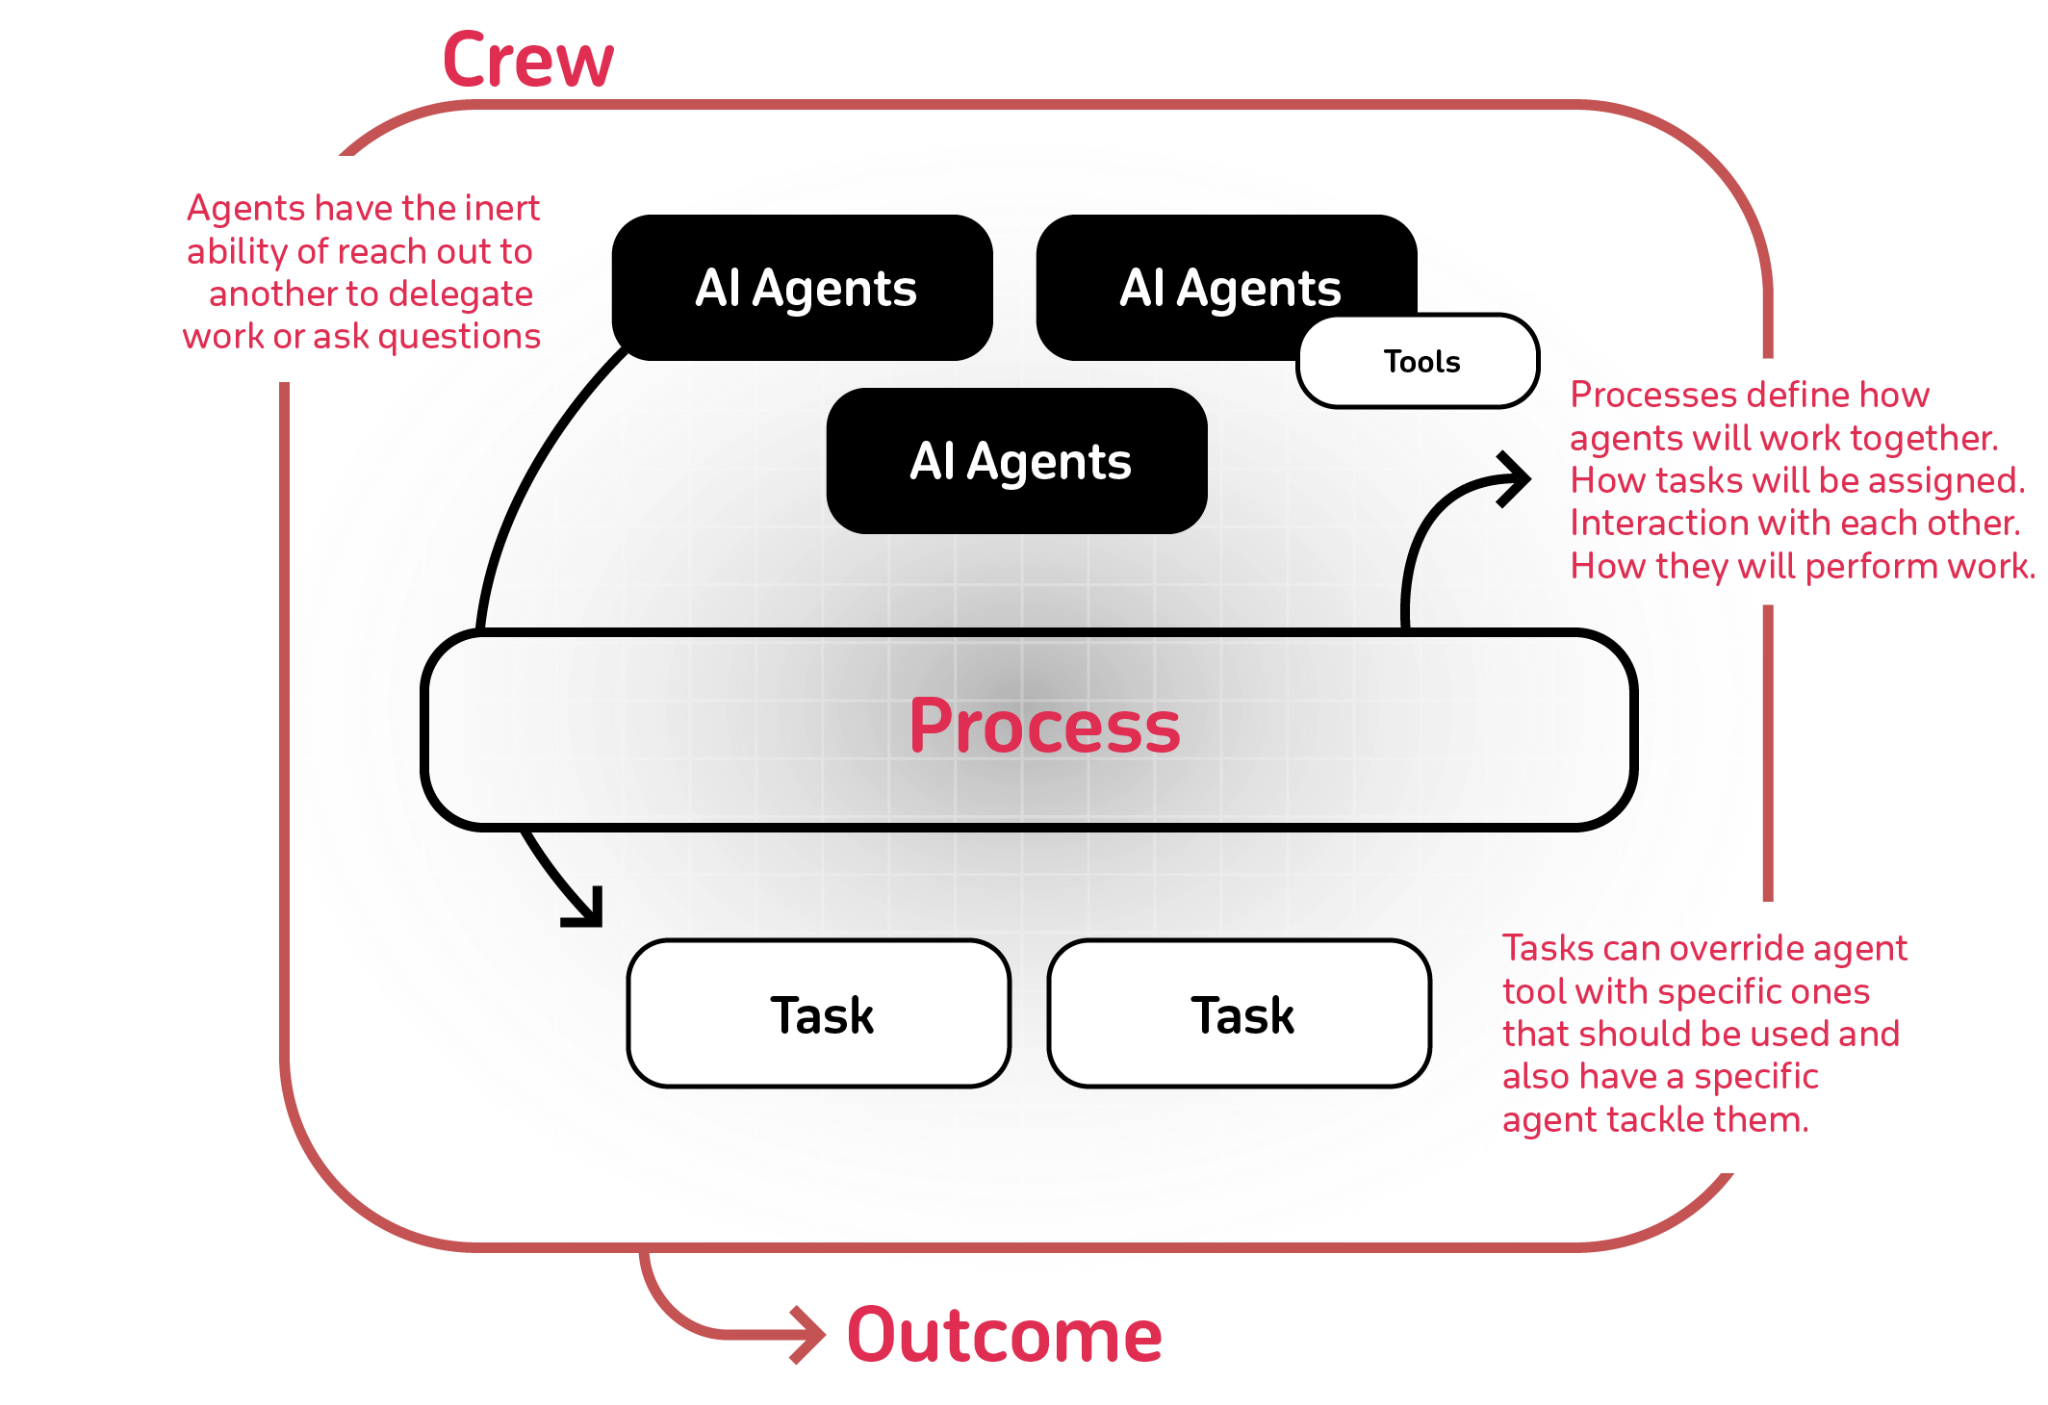 Crew
Agents have the inert
ability of reach out to
another to delegate
work or ask questions
AI Agents
AI Agents
Tools
AI Agents
Processes define how
agents will work together.
How tasks will be assigned.
Interaction with each other.
How they will perform work.
Process
Task
Task
Tasks can override agent
tool with specific ones
that should be used and
also have a specific
agent tackle them.
Outcome